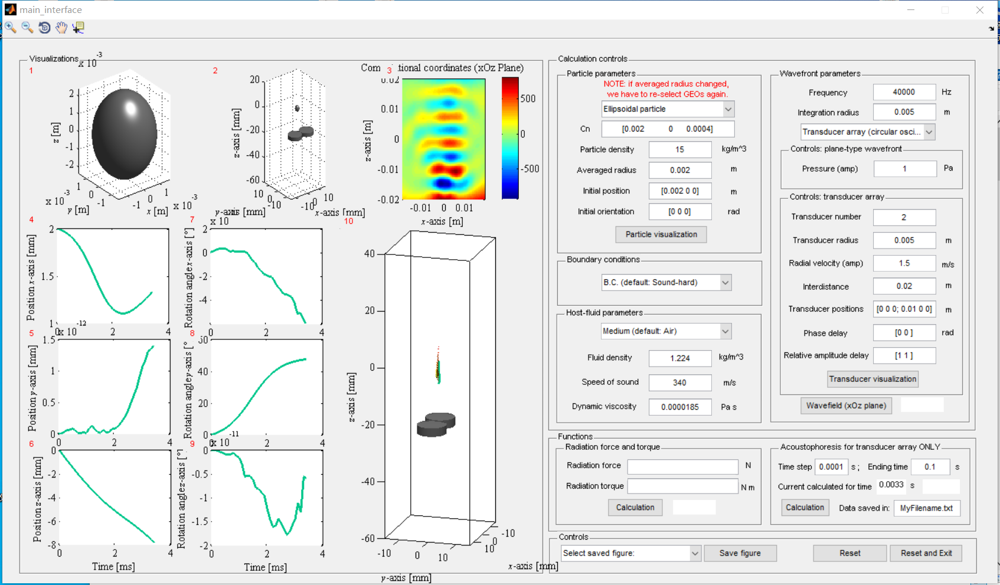 main_interface
Visualizations
1
x 10
-3
2
1
0
-1
-2
z [m]
x 10
-3
1
0
-1
y [m]
-1
0
1
x [m]
x 10
-3
2
20
0
-20
-40
-60
z-axis [mm]
10
0
-10
y-axis [mm]
-10
0
10
x-axis [mm]
3
Com tional coordinates (xOz Plane)
0.02
0.01
0
-0.01
-0.02
z-axis [m]
-0.01 0 0.01
x-axis [m]
500
0
-500
4
2
1.5
1
Position x-axis [mm]
0 2 4
5
x 10
-12
1.5
1
0.5
0
Position y-axis [mm]
0 2 4
6
0
-2
-4
-6
-8
Position z-axis [mm]
0 2 4
Time [ms]
7
x 10
2
0
-2
-4
Rotation angle x-axis [°]
0 2 4
8
50
40
20
0
Rotation angle y-axis [°
0 2 4
9
x 10
-11
0
-0.5
-1
-1.5
-2
Rotation angle z-axis [°]
0 2 4
Time [ms]
10
40
20
0
-20
-40
-60
z-axis [mm]
-10 0 10
y-axis [mm]
10 0 -10
x-axis [mm]
Calculation controls
Particle parameters
NOTE: if averaged radius changed,
we have to re-select GEOs again.
Ellipsoidal particle
Cn [0.002 0 0.0004]
Particle density 15 kg/m^3
Averaged radius 0.002 m
Initial position [0.002 0 0] m
Initial orientation [0 0 0] rad
Particle visualization
Boundary conditions
B.C. (default: Sound-hard)
Host-fluid parameters
Medium (default: Air)
Fluid density 1.224 kg/m^3
Speed of sound 340 m/s
Dynamic viscosity 0.0000185 Pa s
Wavefront parameters
Frequency 40000 Hz
Integration radius 0.005 m
Transducer array (circular osci...
Controls: plane-type wavefront
Pressure (amp) 1 Pa
Controls: transducer array
Transducer number 2
Transducer radius 0.005 m
Radial velocity (amp) 1.5 m/s
Interdistance 0.02 m
Transducer positions [0 0 0; 0.01 0 0] m
Phase delay [0 0 ] rad
Relative amplitude delay [1 1 ]
Transducer visualization
Wavefield (xOz plane)
Functions
Radiation force and torque
Radiation force N
Radiation torque N m
Calculation
Acoustophoresis for transducer array ONLY
Time step 0.0001 s ; Ending time 0.1 s
Current calculated for time 0.0033 s
Calculation Data saved in: MyFilename.txt
Controls
Select saved figure: Save figure Reset Reset and Exit